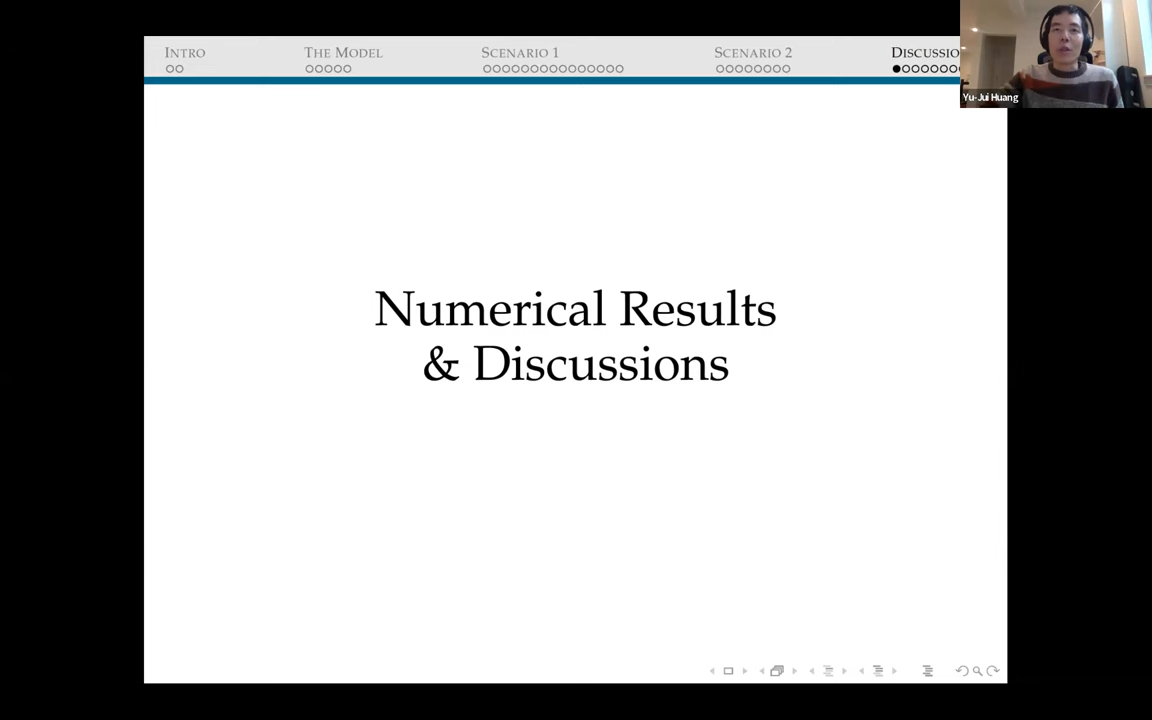 INTRO
THE MODEL
SCENARIO 1
SCENARIO 2
DISCUSSIO
Yu-Jui Huang
Numerical Results
& Discussions